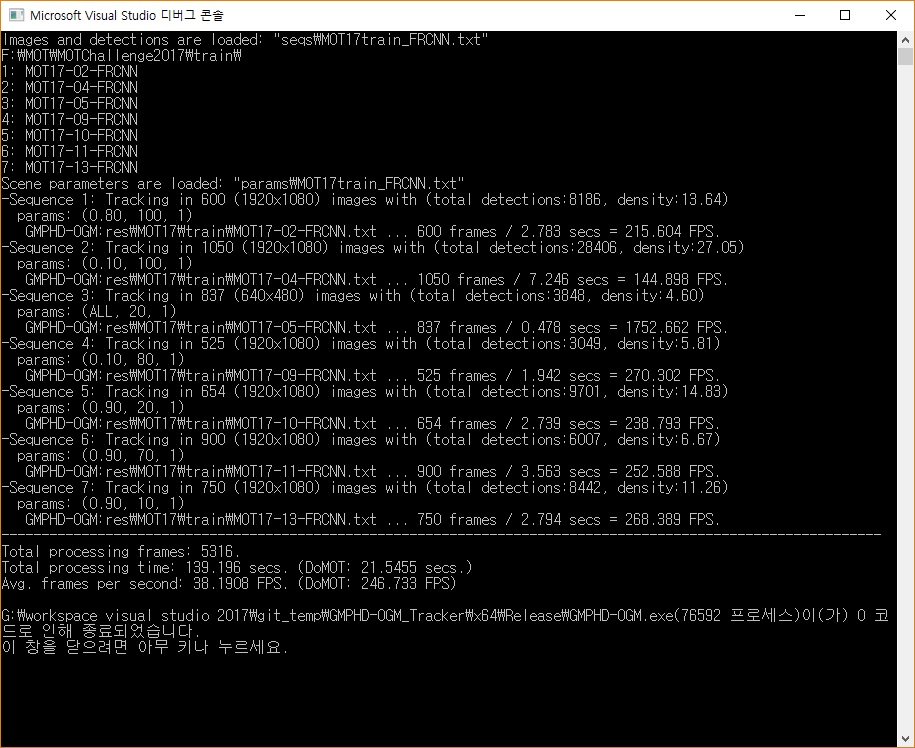 Microsoft Visual Studio 디버그 콘솔
Images and detections are loaded: "seqs₩MOT17train_FRCNN.txt"
F:₩MOT₩MOTChallenge2017₩train₩
1: MOT17-02-FRCNN
2: MOT17-04-FRCNN
3: MOT17-05-FRCNN
4: MOT17-09-FRCNN
5: MOT17-10-FRCNN
6: MOT17-11-FRCNN
7: MOT17-13-FRCNN
Scene parameters are loaded: "params₩MOT17train_FRCNN.txt"
-Sequence 1: Tracking in 600 (1920x1080) images with (total detections:8186, density:13.64)
params: (0.80, 100, 1)
GMPHD-OGM:res₩MOT17₩train₩MOT17-02-FRCNN.txt ... 600 frames / 2.783 secs = 215.604 FPS.
-Sequence 2: Tracking in 1050 (1920x1080) images with (total detections:28406, density:27.05)
params: (0.10, 100, 1)
GMPHD-OGM:res₩MOT17₩train₩MOT17-04-FRCNN.txt ... 1050 frames / 7.246 secs = 144.898 FPS.
-Sequence 3: Tracking in 837 (640x480) images with (total detections:3848, density:4.60)
params: (ALL, 20, 1)
GMPHD-OGM:res₩MOT17₩train₩MOT17-05-FRCNN.txt ... 837 frames / 0.478 secs = 1752.662 FPS.
-Sequence 4: Tracking in 525 (1920x1080) images with (total detections:3049, density:5.81)
params: (0.10, 80, 1)
GMPHD-OGM:res₩MOT17₩train₩MOT17-09-FRCNN.txt ... 525 frames / 1.942 secs = 270.302 FPS.
-Sequence 5: Tracking in 654 (1920x1080) images with (total detections:9701, density:14.83)
params: (0.90, 20, 1)
GMPHD-OGM:res₩MOT17₩train₩MOT17-10-FRCNN.txt ... 654 frames / 2.739 secs = 238.793 FPS.
-Sequence 6: Tracking in 900 (1920x1080) images with (total detections:6007, density:6.67)
params: (0.90, 70, 1)
GMPHD-OGM:res₩MOT17₩train₩MOT17-11-FRCNN.txt ... 900 frames / 3.563 secs = 252.588 FPS.
-Sequence 7: Tracking in 750 (1920x1080) images with (total detections:8442, density:11.26)
params: (0.90, 10, 1)
GMPHD-OGM:res₩MOT17₩train₩MOT17-13-FRCNN.txt ... 750 frames / 2.794 secs = 268.389 FPS.
--------------------------------------------------------------------------------------------------------------
Total processing frames: 5316.
Total processing time: 139.196 secs. (DoMOT: 21.5455 secs.)
Avg. frames per second: 38.1908 FPS. (DoMOT: 246.733 FPS)
G:₩workspace visual studio 2017₩git_temp₩GMPHD-OGM_Tracker₩x64₩Release₩GMPHD-OGM.exe(76592 프로세스)이(가) 0 코
드로 인해 종료되었습니다.
이 창을 닫으려면 아무 키나 누르세요.